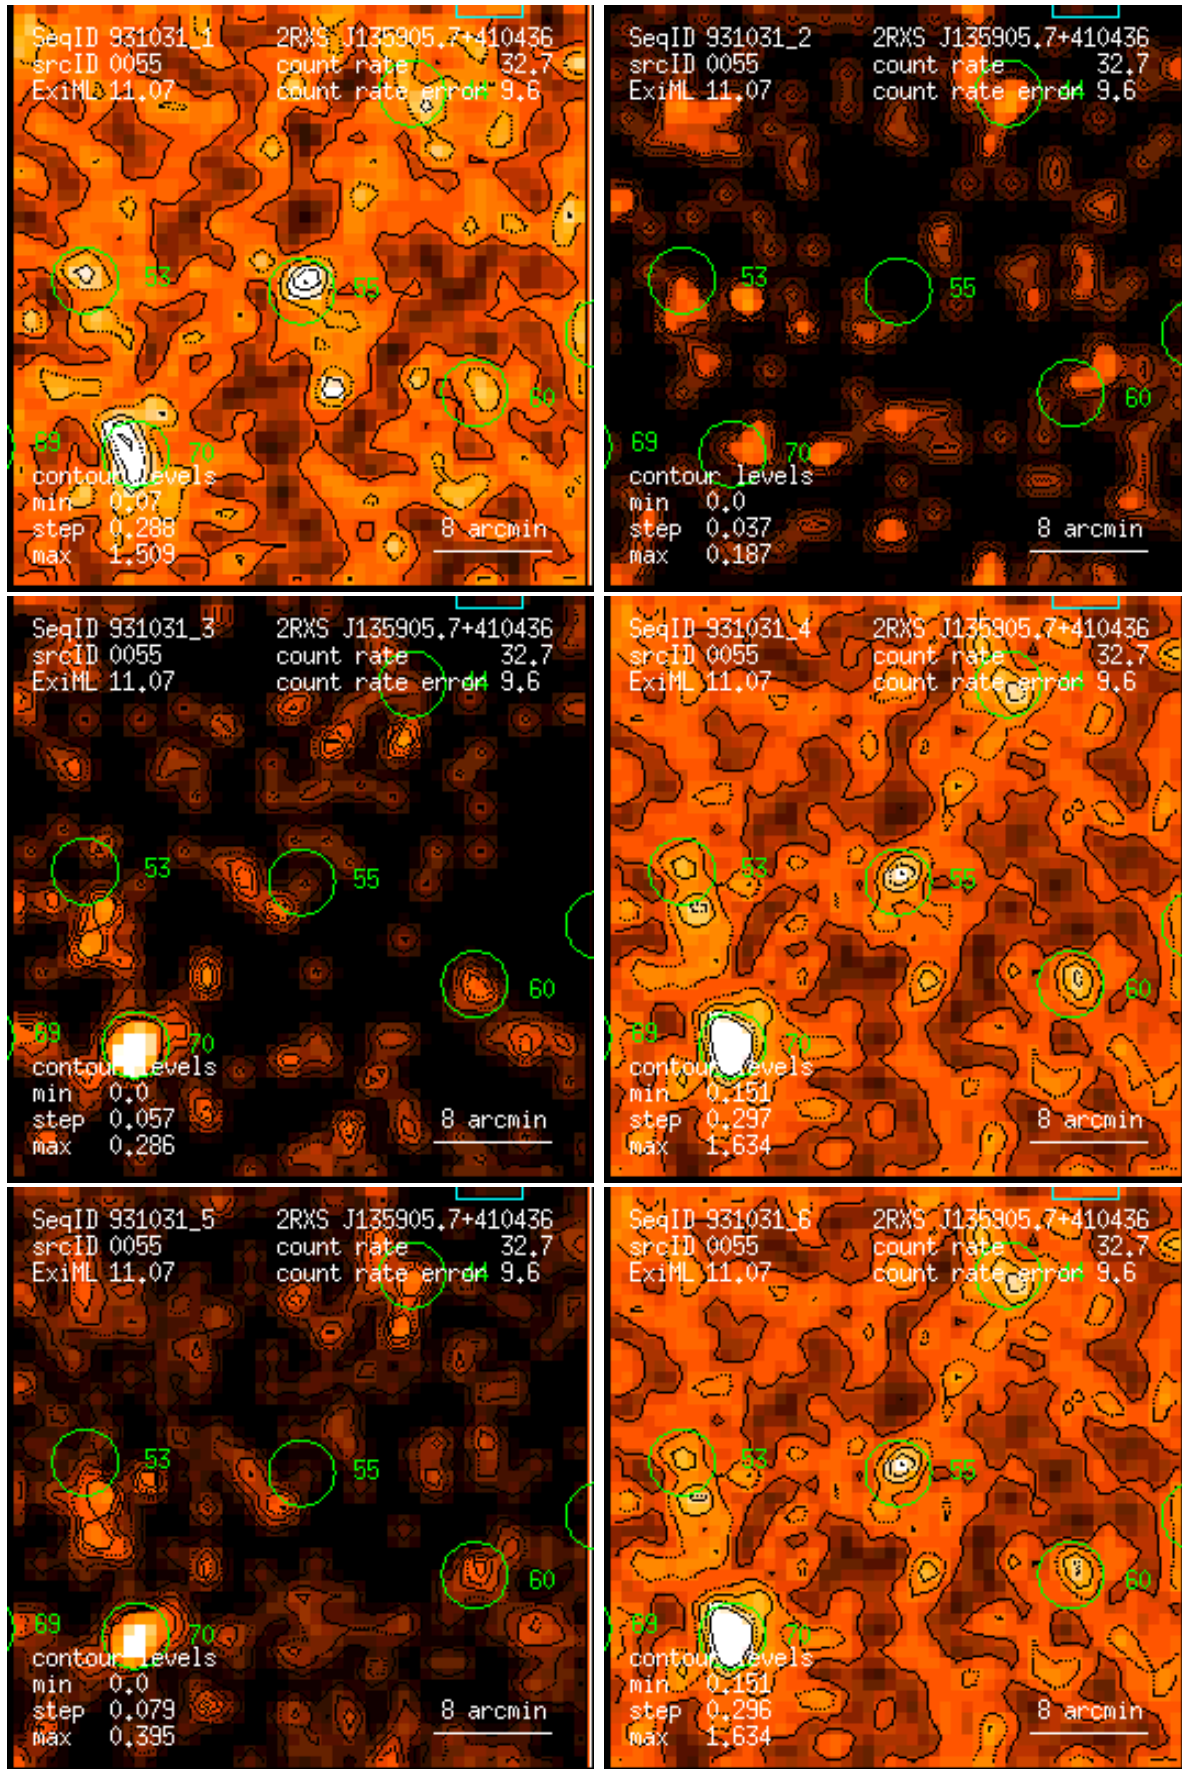 SeqID 931031_1 2RXS J135905.7+410436
srcID 0055 count rate 32.7
ExiML 11.07 count rate error 9.6
44
53
55
60
69
70
contour levels
min 0.07
step 0.288
max 1.509
8 arcmin
SeqID 931031_2 2RXS J135905.7+410436
srcID 0055 count rate 32.7
ExiML 11.07 count rate error 9.6
44
53
55
60
69
70
contour levels
min 0.0
step 0.037
max 0.187
8 arcmin
SeqID 931031_3 2RXS J135905.7+410436
srcID 0055 count rate 32.7
ExiML 11.07 count rate error 9.6
44
53
55
60
69
70
contour levels
min 0.0
step 0.057
max 0.286
8 arcmin
SeqID 931031_4 2RXS J135905.7+410436
srcID 0055 count rate 32.7
ExiML 11.07 count rate error 9.6
44
53
55
60
69
70
contour levels
min 0.151
step 0.297
max 1.634
8 arcmin
SeqID 931031_5 2RXS J135905.7+410436
srcID 0055 count rate 32.7
ExiML 11.07 count rate error 9.6
44
53
55
60
69
70
contour levels
min 0.0
step 0.079
max 0.395
8 arcmin
SeqID 931031_6 2RXS J135905.7+410436
srcID 0055 count rate 32.7
ExiML 11.07 count rate error 9.6
44
53
55
60
69
70
contour levels
min 0.151
step 0.296
max 1.634
8 arcmin